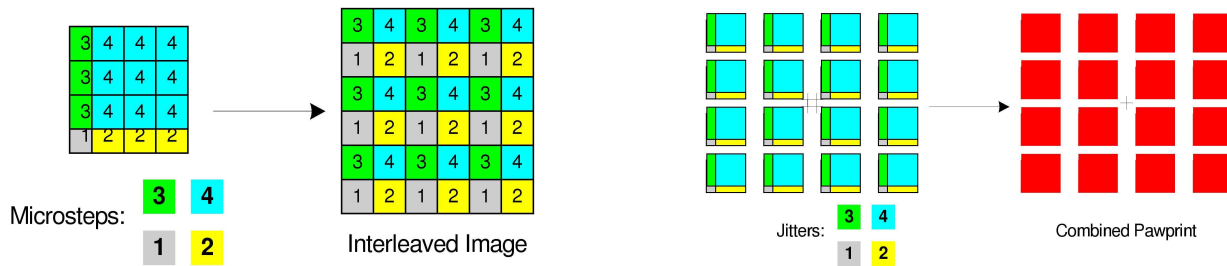 3 4 4 4
3 4 4 4
3 4 4 4
1 2 2 2
Microsteps:
3 4
1 2
3 4 3 4 3 4
1 2 1 2 1 2
3 4 3 4 3 4
1 2 1 2 1 2
3 4 3 4 3 4
1 2 1 2 1 2
Interleaved Image
Jitters:
3 4
1 2
Combined Pawprint